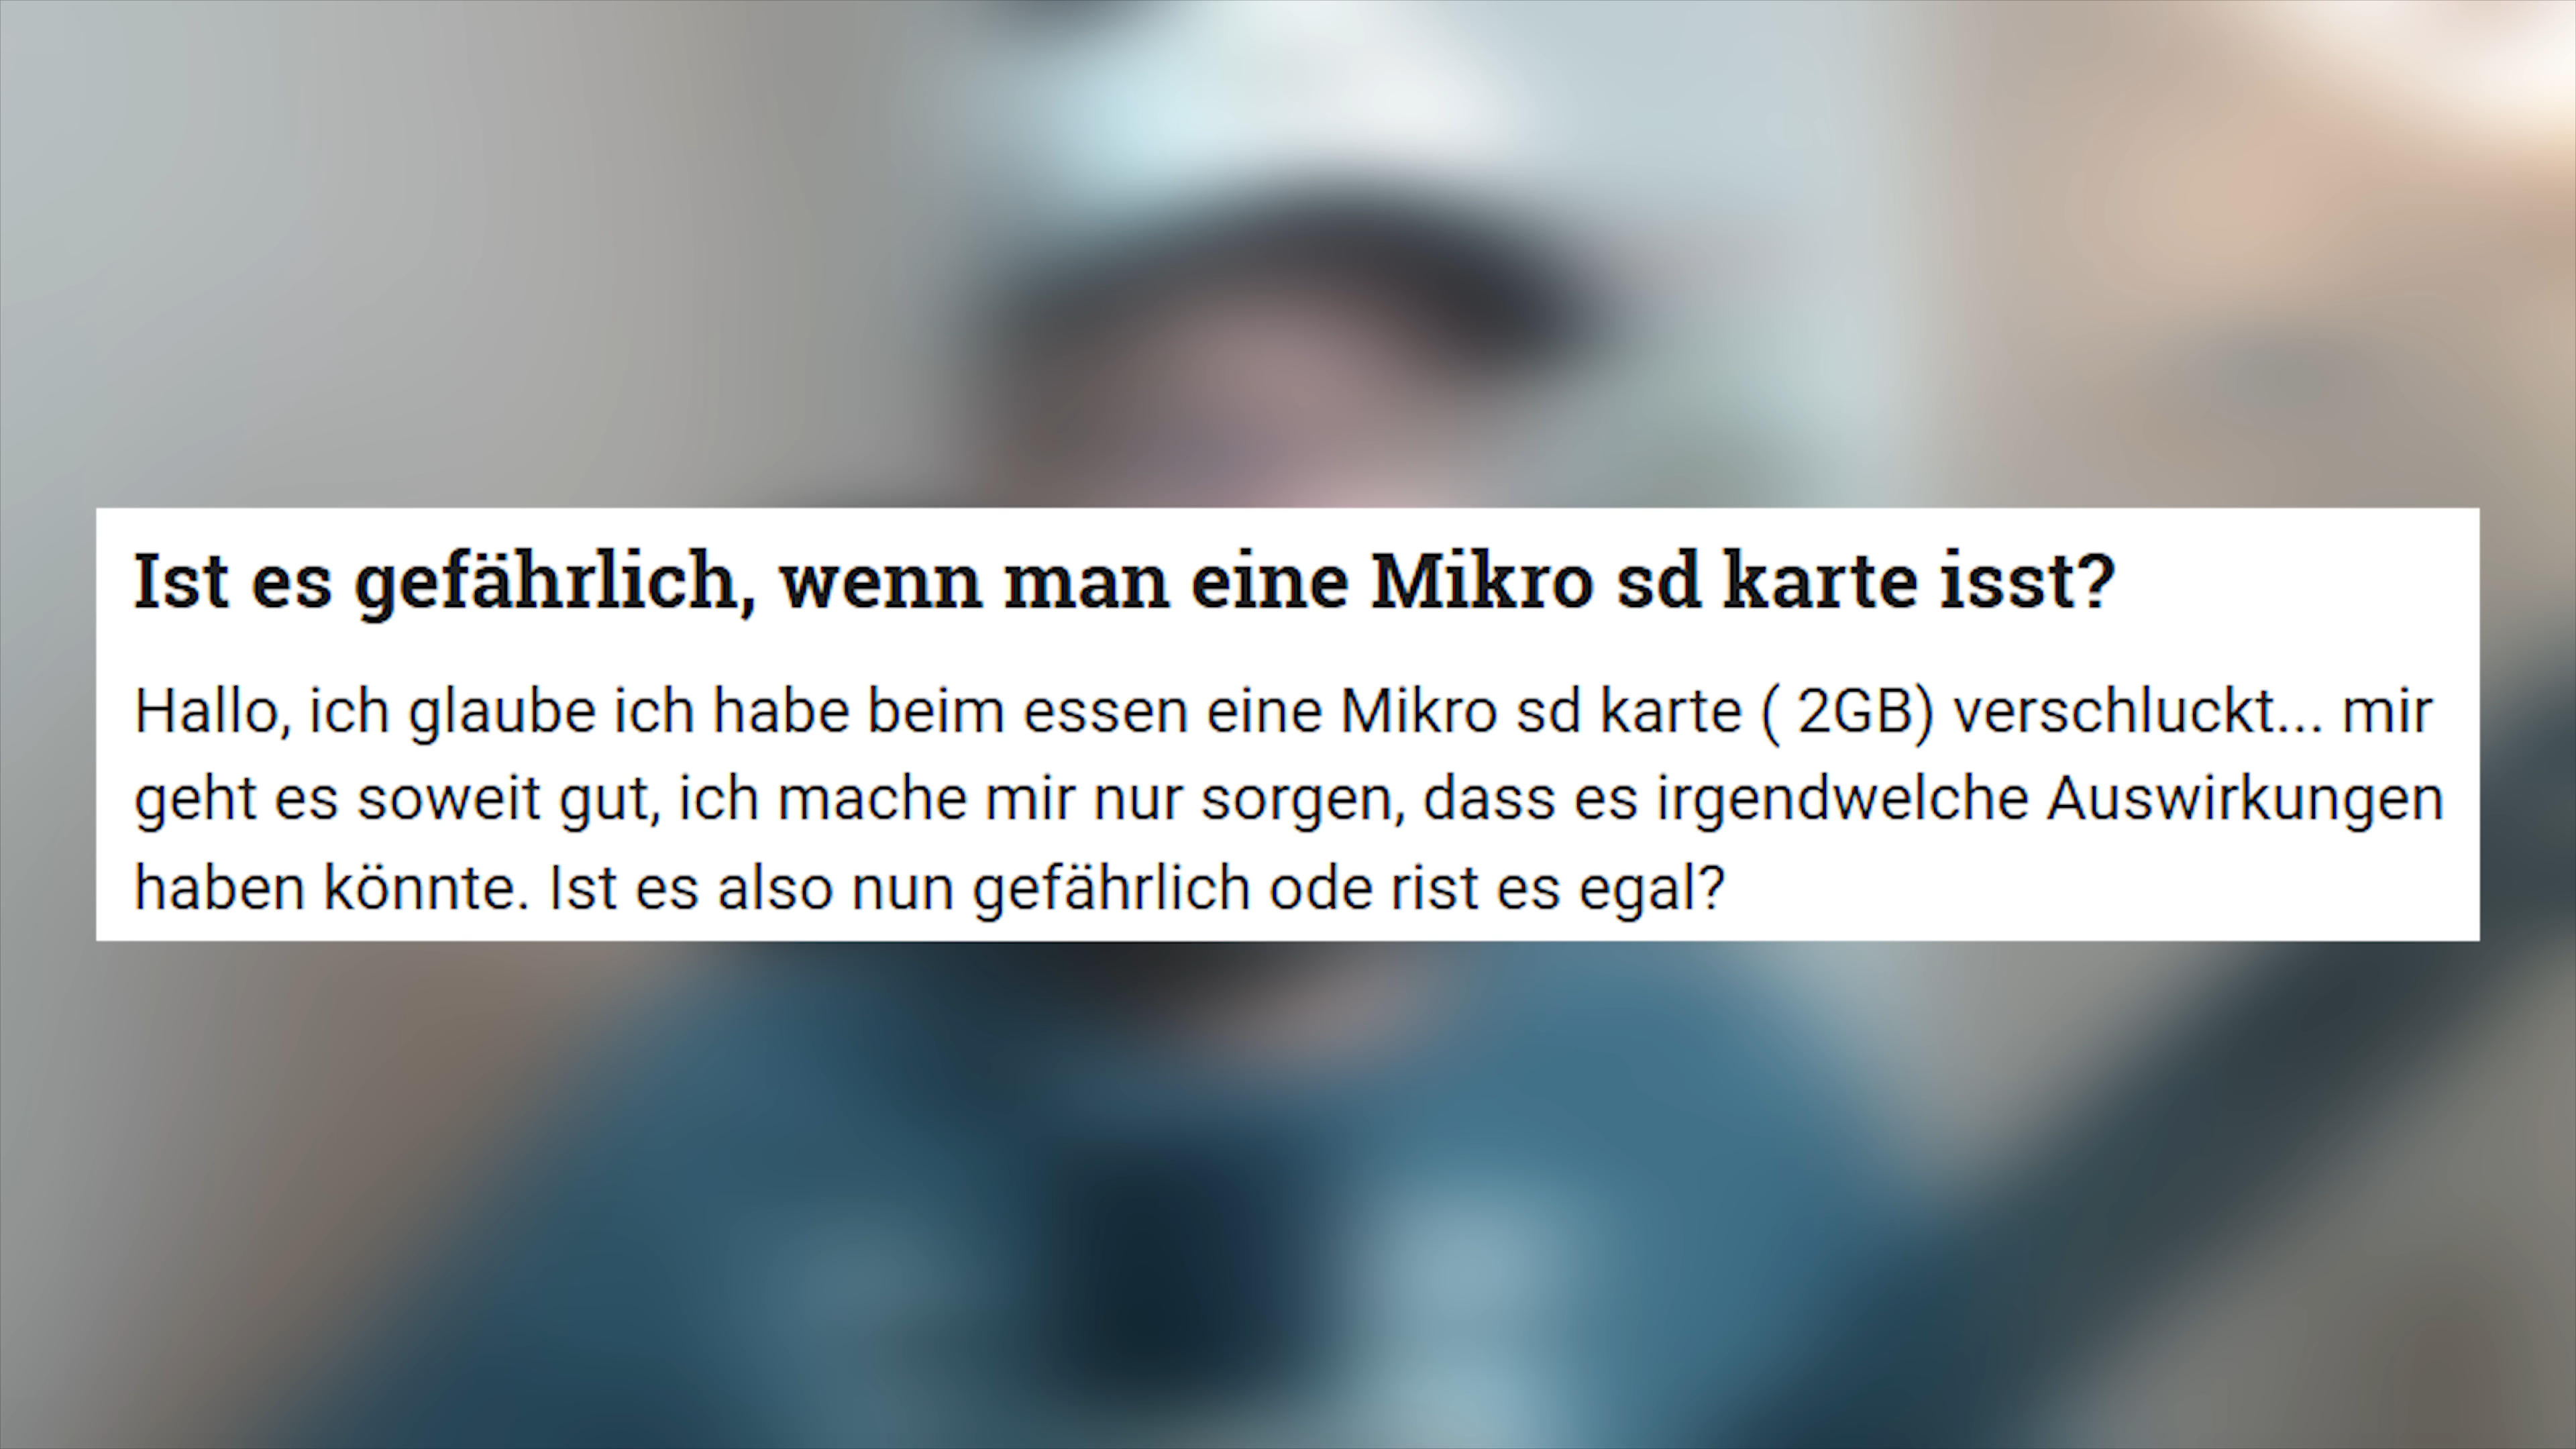 Ist es gefährlich, wenn man eine Mikro sd karte isst?
Hallo, ich glaube ich habe beim essen eine Mikro sd karte ( 2GB) verschluckt... mir
geht es soweit gut, ich mache mir nur sorgen, dass es irgendwelche Auswirkungen
haben könnte. Ist es also nun gefährlich ode rist es egal?